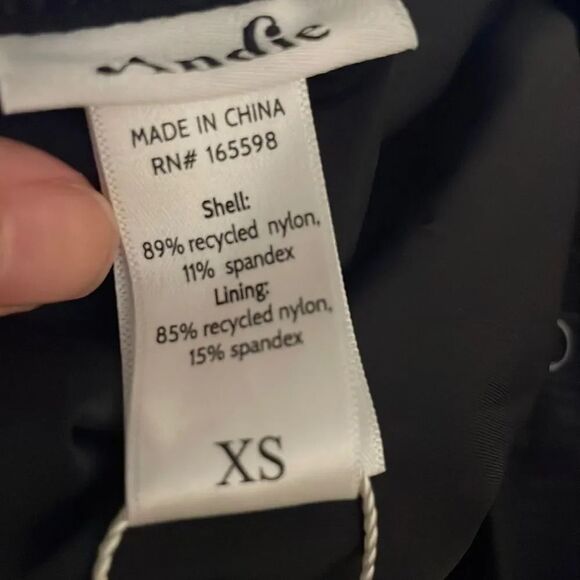 Andie
MADE IN CHINA
RN# 165598
Shell:
89% recycled nylon,
11% spandex
Lining:
85% recycled nylon,
15% spandex
XS